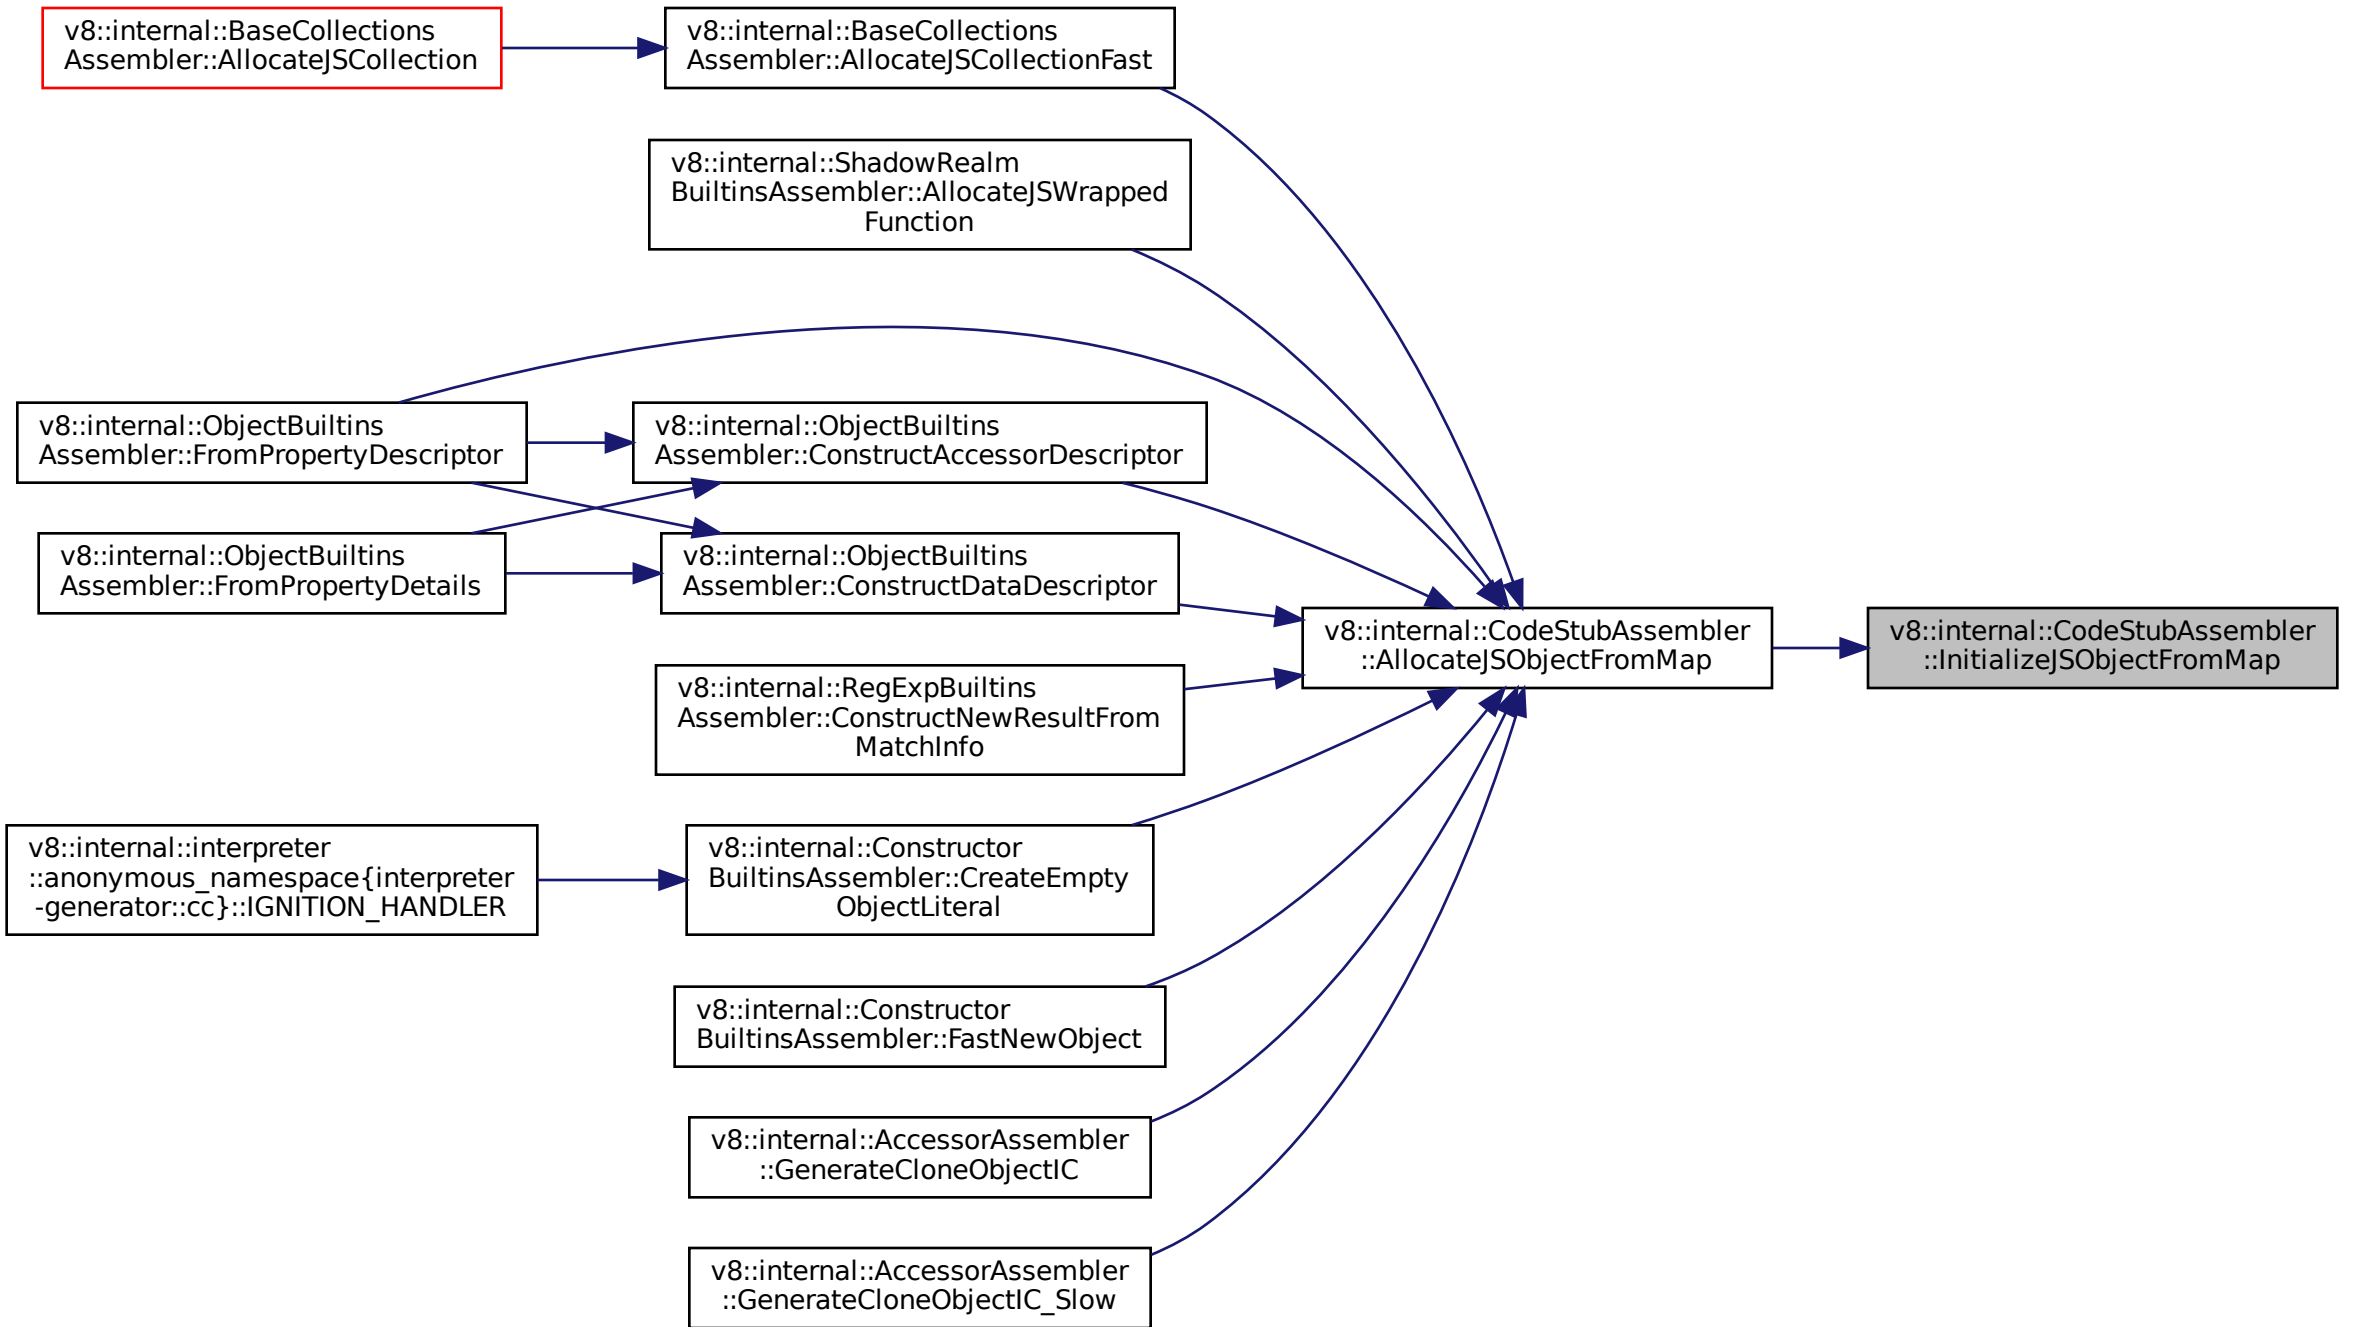 v8::internal::BaseCollections
Assembler::AllocateJSCollection
v8::internal::BaseCollections
Assembler::AllocateJSCollectionFast
v8::internal::ShadowRealm
BuiltinsAssembler::AllocateJSWrapped
Function
v8::internal::ObjectBuiltins
Assembler::FromPropertyDescriptor
v8::internal::ObjectBuiltins
Assembler::ConstructAccessorDescriptor
v8::internal::ObjectBuiltins
Assembler::FromPropertyDetails
v8::internal::ObjectBuiltins
Assembler::ConstructDataDescriptor
v8::internal::CodeStubAssembler
::AllocateJSObjectFromMap
v8::internal::CodeStubAssembler
::InitializeJSObjectFromMap
v8::internal::RegExpBuiltins
Assembler::ConstructNewResultFrom
MatchInfo
v8::internal::interpreter
::anonymous_namespace{interpreter
-generator::cc}::IGNITION_HANDLER
v8::internal::Constructor
BuiltinsAssembler::CreateEmpty
ObjectLiteral
v8::internal::Constructor
BuiltinsAssembler::FastNewObject
v8::internal::AccessorAssembler
::GenerateCloneObjectIC
v8::internal::AccessorAssembler
::GenerateCloneObjectIC_Slow